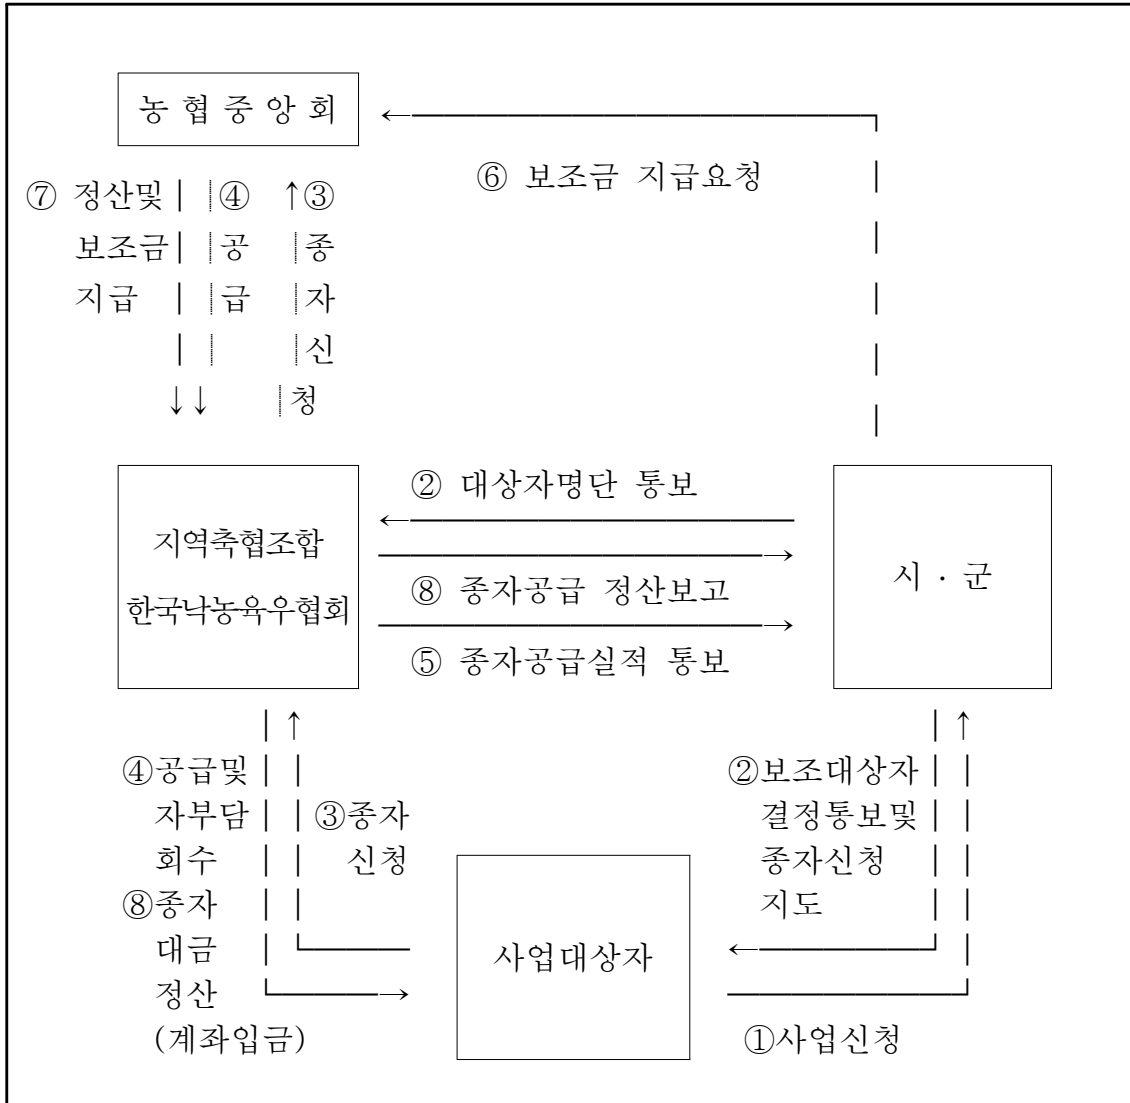 농 협 중 앙 회
⑥ 보조금 지급요청
⑦ 정산및
보조금
지급
④
공
급
③
종
자
신
청
② 대상자명단 통보
지역축협조합
한국낙농육우협회
⑧ 종자공급 정산보고
⑤ 종자공급실적 통보
시 · 군
④공급및
자부담
회수
⑧종자
대금
정산
(계좌입금)
③종자
신청
②보조대상자
결정통보및
종자신청
지도
사업대상자
①사업신청